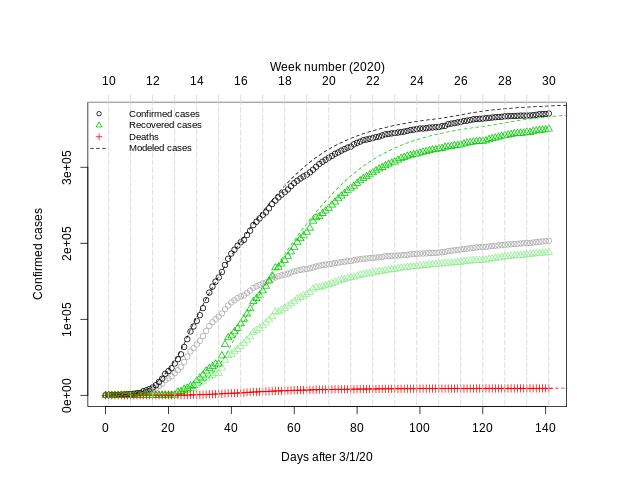 Week number (2020)
10 12 14 16 18 20 22 24 26 28 30
Confirmed cases
Recovered cases
Deaths
Modeled cases
Confirmed cases
3e+05
2e+05
1e+05
0e+00
0 20 40 60 80 100 120 140
Days after 3/1/20